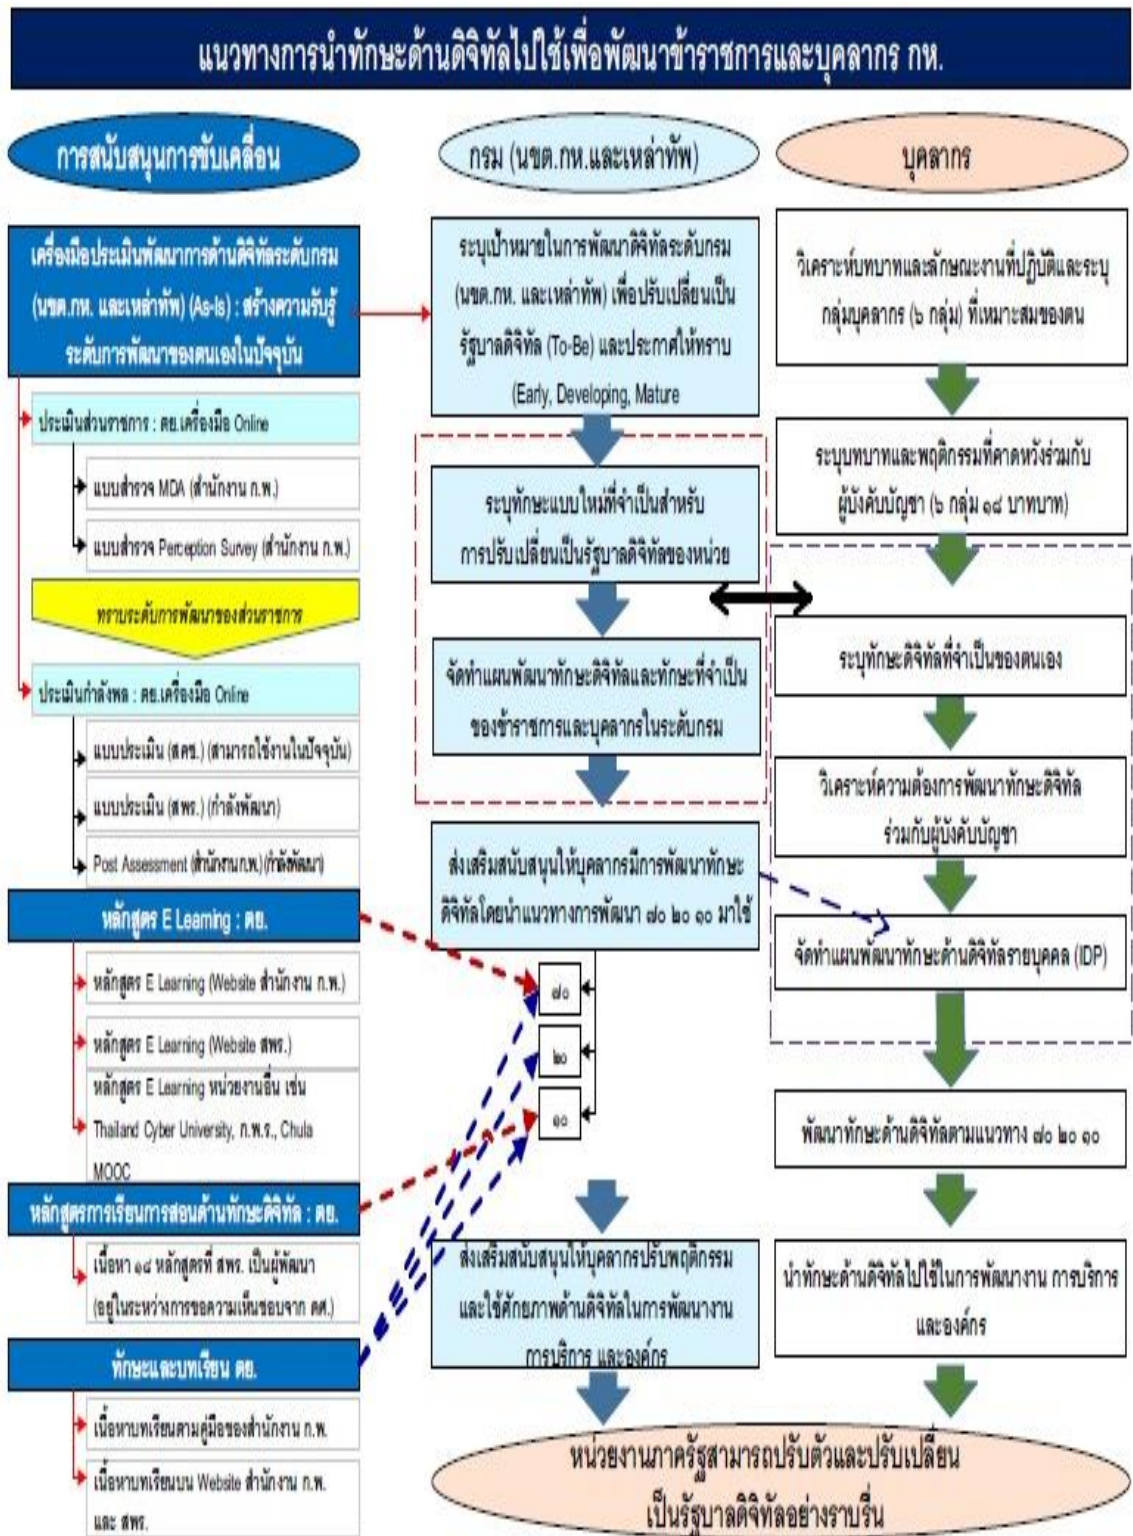 แนวทางการนำทักษะด้านดิจิทัลไปใช้เพื่อพัฒนาข้าราชการและบุคลากร กห.
การสนับสนุนการขับเคลื่อน
เครื่องมือประเมินพัฒนาการด้านดิจิทัลระดับกรม
(นขต.กห. และเหล่าทัพ) (As-Is) : สร้างความรับรู้
ระดับการพัฒนาของตนเองในปัจจุบัน
ประเมินส่วนราชการ : ตย.เครื่องมือ Online
แบบสำรวจ MDA (สำนักงาน ก.พ.)
แบบสำรวจ Perception Survey (สำนักงาน ก.พ.)
ทราบระดับการพัฒนาของส่วนราชการ
ประเมินกำลังพล : ตย.เครื่องมือ Online
แบบประเมิน (สคช.) (สามารถใช้งานในปัจจุบัน)
แบบประเมิน (สพร.) (กำลังพัฒนา)
Post Assessment (สำนักงานก.พ.) (กำลังพัฒนา)
หลักสูตร E Learning : ตย.
หลักสูตร E Learning (Website สำนักงาน ก.พ.)
หลักสูตร E Learning (Website สพร.)
หลักสูตร E Learning หน่วยงานอื่น เช่น
Thailand Cyber University, ก.พ.ร., Chula
MOOC
หลักสูตรการเรียนการสอนด้านทักษะดิจิทัล : ตย.
เนื้อหา ๑๘ หลักสูตรที่ สพร. เป็นผู้พัฒนา
(อยู่ในระหว่างการขอความเห็นชอบจาก ดศ.)
ทักษะและบทเรียน ตย.
เนื้อหาบทเรียนตามคู่มือของสำนักงาน ก.พ.
เนื้อหาบทเรียนบน Website สำนักงาน ก.พ.
และ สพร.
กรม (นขต.กห.และเหล่าทัพ)
ระบุเป้าหมายในการพัฒนาดิจิทัลระดับกรม
(นขต.กห. และเหล่าทัพ) เพื่อปรับเปลี่ยนเป็น
รัฐบาลดิจิทัล (To-Be) และประกาศให้ทราบ
(Early, Developing, Mature
ระบุทักษะแบบใหม่ที่จำเป็นสำหรับ
การปรับเปลี่ยนเป็นรัฐบาลดิจิทัลของหน่วย
จัดทำแผนพัฒนาทักษะดิจิทัลและทักษะที่จำเป็น
ของข้าราชการและบุคลากรในระดับกรม
ส่งเสริมสนับสนุนให้บุคลากรมีการพัฒนาทักษะ
ดิจิทัลโดยนำแนวทางการพัฒนา ๗๐ ๒๐ ๑๐ มาใช้
๗๐
๒๐
๑๐
ส่งเสริมสนับสนุนให้บุคลากรปรับพฤติกรรม
และใช้ศักยภาพด้านดิจิทัลในการพัฒนางาน
การบริการ และองค์กร
บุคลากร
วิเคราะห์บทบาทและลักษณะงานที่ปฏิบัติและระบุ
กลุ่มบุคลากร (๖ กลุ่ม) ที่เหมาะสมของตน
ระบุบทบาทและพฤติกรรมที่คาดหวังร่วมกับ
ผู้บังคับบัญชา (๖ กลุ่ม ๑๘ บาทบาท)
ระบุทักษะดิจิทัลที่จำเป็นของตนเอง
วิเคราะห์ความต้องการพัฒนาทักษะดิจิทัล
ร่วมกับผู้บังคับบัญชา
จัดทำแผนพัฒนาทักษะด้านดิจิทัลรายบุคคล (IDP)
พัฒนาทักษะด้านดิจิทัลตามแนวทาง ๗๐ ๒๐ ๑๐
นำทักษะด้านดิจิทัลไปใช้ในการพัฒนางาน การบริการ
และองค์กร
หน่วยงานภาครัฐสามารถปรับตัวและปรับเปลี่ยน
เป็นรัฐบาลดิจิทัลอย่างราบรื่น